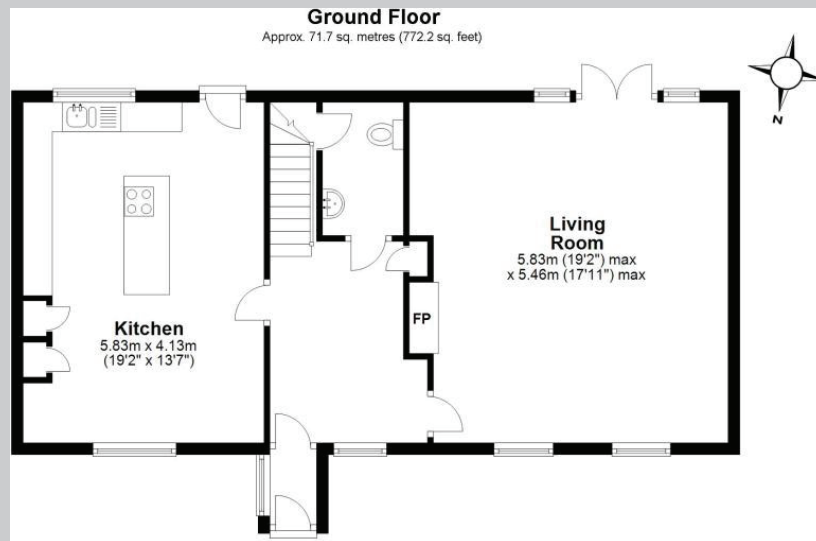 Ground Floor
Approx. 71.7 sq. metres (772.2 sq. feet)
N
Living
Room
5.83m (19'2") max
x 5.46m (17'11") max
FP
Kitchen
5.83m x 4.13m
(19'2" x 13'7")